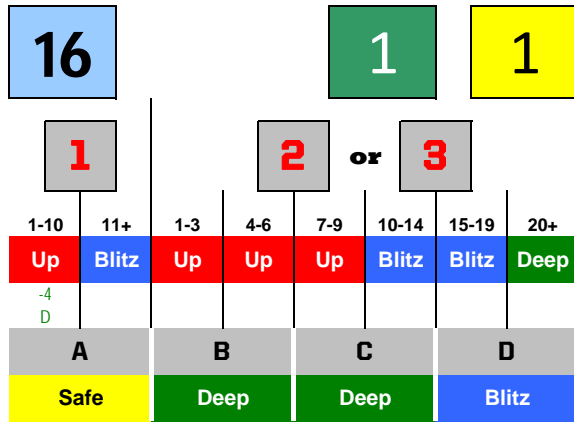 16 1 1
1 2 or 3
1-10 11+ 1-3 4-6 7-9 10-14 15-19 20+
Up Blitz Up Up Up Blitz Blitz Deep
-4
D
A B C D
Safe Deep Deep Blitz